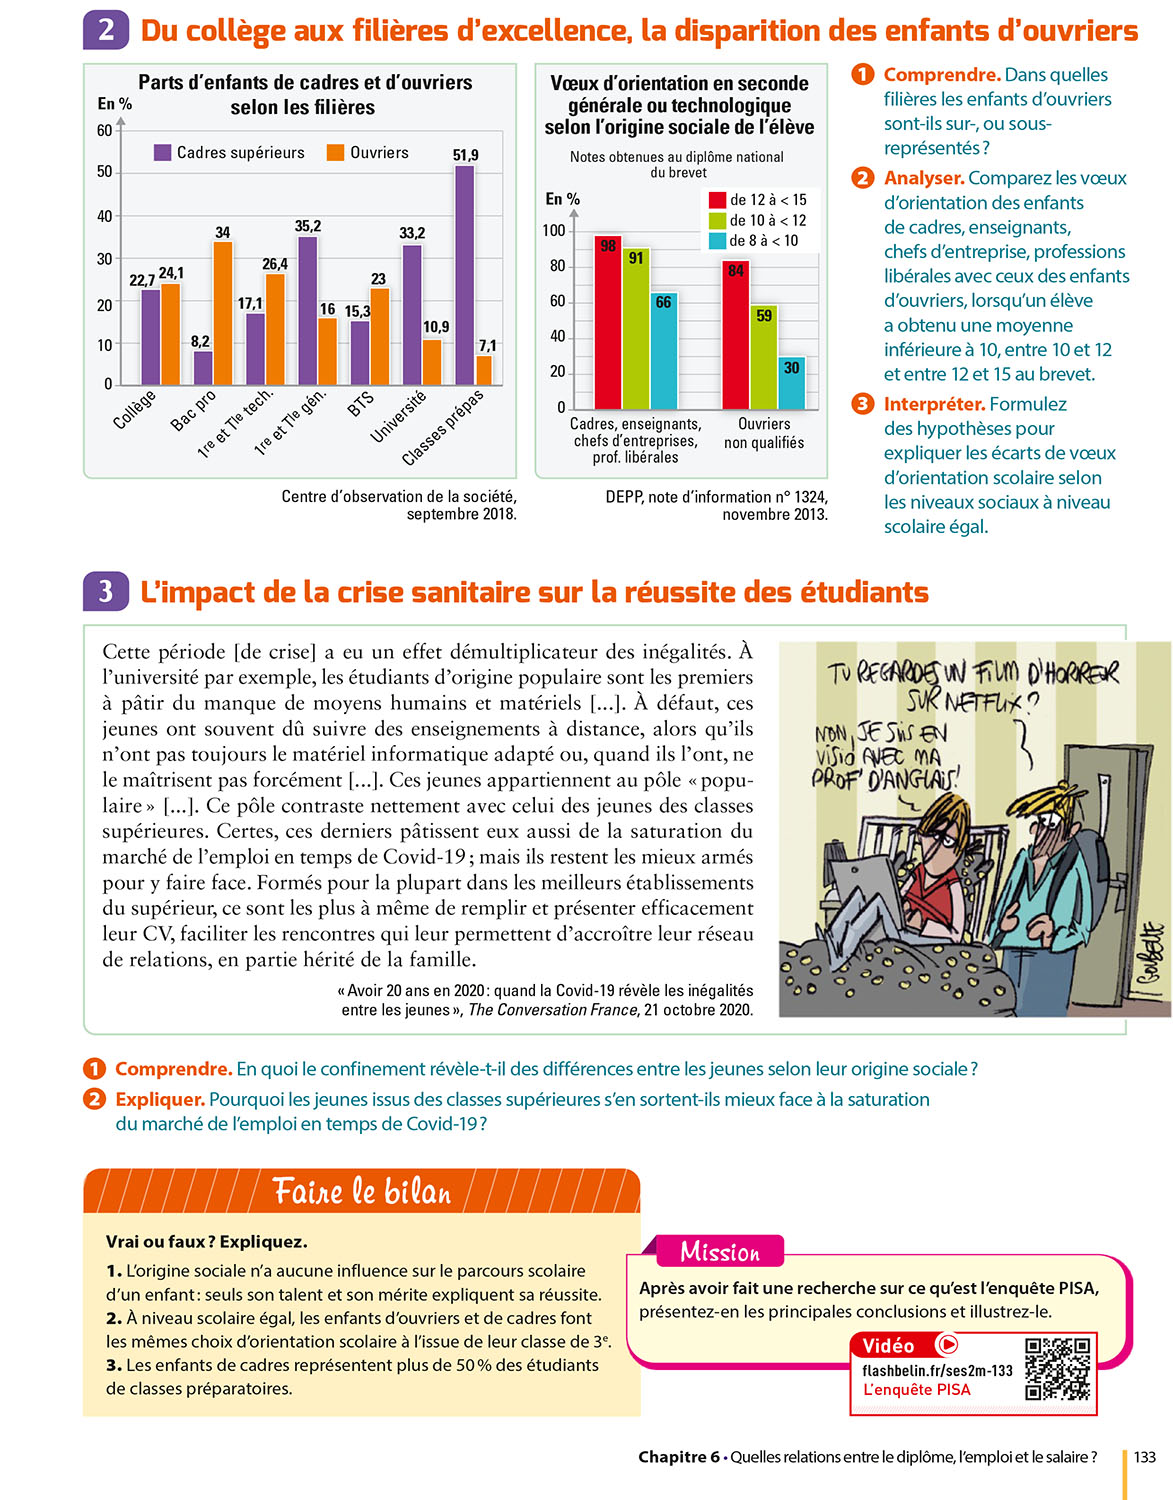 2 Du collège aux filières d'excellence, la disparition des enfants d'ouvriers
Parts d'enfants de cadres et d'ouvriers
selon les filières
En %
60
50
40
30
20
10
0
Cadres supérieurs
Ouvriers
22,7
24,1
8,2
34
17,1
26,4
35,2
16
15,3
23
33,2
10,9
51,9
7,1
Collège
Bac pro
1re et Tle tech.
1re et Tle gén.
BTS
Université
Classes prépas
Centre d'observation de la société,
septembre 2018.
Vœux d'orientation en seconde
générale ou technologique
selon l'origine sociale de l'élève
Notes obtenues au diplôme national
du brevet
En %
de 12 à < 15
de 10 à < 12
de 8 à < 10
100
80
60
40
20
0
98
91
66
84
59
30
Cadres, enseignants,
chefs d'entreprises,
prof. libérales
Ouvriers
non qualifiés
DEPP, note d'information n° 1324,
novembre 2013.
1 Comprendre. Dans quelles
filières les enfants d'ouvriers
sont-ils sur-, ou sous-
représentés ?
2 Analyser. Comparez les vœux
d'orientation des enfants
de cadres, enseignants,
chefs d'entreprise, professions
libérales avec ceux des enfants
d'ouvriers, lorsqu'un élève
a obtenu une moyenne
inférieure à 10, entre 10 et 12
et entre 12 et 15 au brevet.
3 Interpréter. Formulez
des hypothèses pour
expliquer les écarts de vœux
d'orientation scolaire selon
les niveaux sociaux à niveau
scolaire égal.
3 L'impact de la crise sanitaire sur la réussite des étudiants
Cette période [de crise] a eu un effet démultiplicateur des inégalités. À
l'université par exemple, les étudiants d'origine populaire sont les premiers
à pâtir du manque de moyens humains et matériels [...]. À défaut, ces
jeunes ont souvent dû suivre des enseignements à distance, alors qu'ils
n'ont pas toujours le matériel informatique adapté ou, quand ils l'ont, ne
le maîtrisent pas forcément [...]. Ces jeunes appartiennent au pôle « popu-
laire » [...]. Ce pôle contraste nettement avec celui des jeunes des classes
supérieures. Certes, ces derniers pâtissent eux aussi de la saturation du
marché de l'emploi en temps de Covid-19 ; mais ils restent les mieux armés
pour y faire face. Formés pour la plupart dans les meilleurs établissements
du supérieur, ce sont les plus à même de remplir et présenter efficacement
leur CV, faciliter les rencontres qui leur permettent d'accroître leur réseau
de relations, en partie hérité de la famille.
« Avoir 20 ans en 2020 : quand la Covid-19 révèle les inégalités
entre les jeunes », The Conversation France, 21 octobre 2020.
TU REGARDES UN FILM D'HORREUR
SUR NETFLIX ?
NON, JE SUIS EN
VISIO AVEC MA
PROF' D'ANGLAIS !
GOUBELLE
1 Comprendre. En quoi le confinement révèle-t-il des différences entre les jeunes selon leur origine sociale ?
2 Expliquer. Pourquoi les jeunes issus des classes supérieures s'en sortent-ils mieux face à la saturation
du marché de l'emploi en temps de Covid-19 ?
Faire le bilan
Vrai ou faux ? Expliquez.
1. L'origine sociale n'a aucune influence sur le parcours scolaire
d'un enfant : seuls son talent et son mérite expliquent sa réussite.
2. À niveau scolaire égal, les enfants d'ouvriers et de cadres font
les mêmes choix d'orientation scolaire à l'issue de leur classe de 3e.
3. Les enfants de cadres représentent plus de 50 % des étudiants
de classes préparatoires.
Mission
Après avoir fait une recherche sur ce qu'est l'enquête PISA,
présentez-en les principales conclusions et illustrez-le.
Vidéo
flashbelin.fr/ses2m-133
L'enquête PISA
Chapitre 6 • Quelles relations entre le diplôme, l'emploi et le salaire ? 133